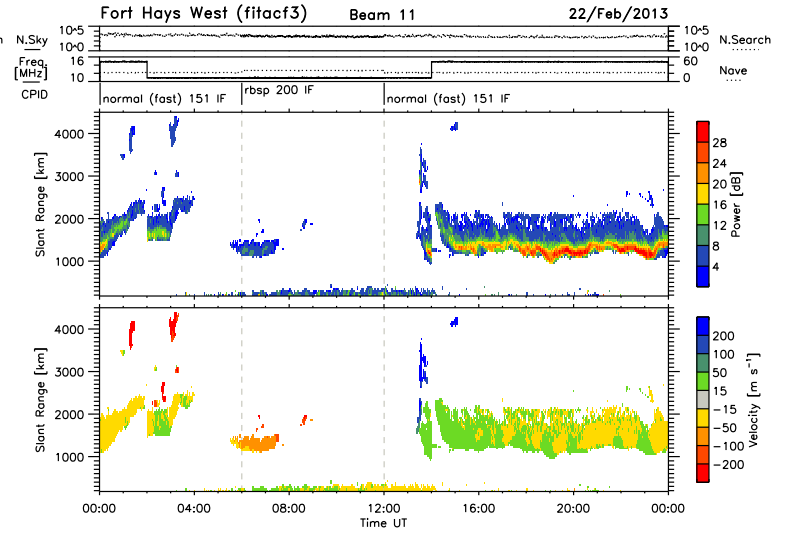 Fort Hays West (fitacf3) Beam 11 22/Feb/2013
N.Sky 10^5 10^0 10^5 10^0 N.Search
Freq. [MHz] 16 10 60 0 Nave
CPID normal (fast) 151 IF rbsp 200 IF normal (fast) 151 IF
Slant Range [km]
4000
3000
2000
1000
28
24
20
16
12
8
4
Power [dB]
Slant Range [km]
4000
3000
2000
1000
200
100
50
15
-15
-50
-100
-200
Velocity [m s⁻¹]
00:00 04:00 08:00 12:00 16:00 20:00 00:00
Time UT